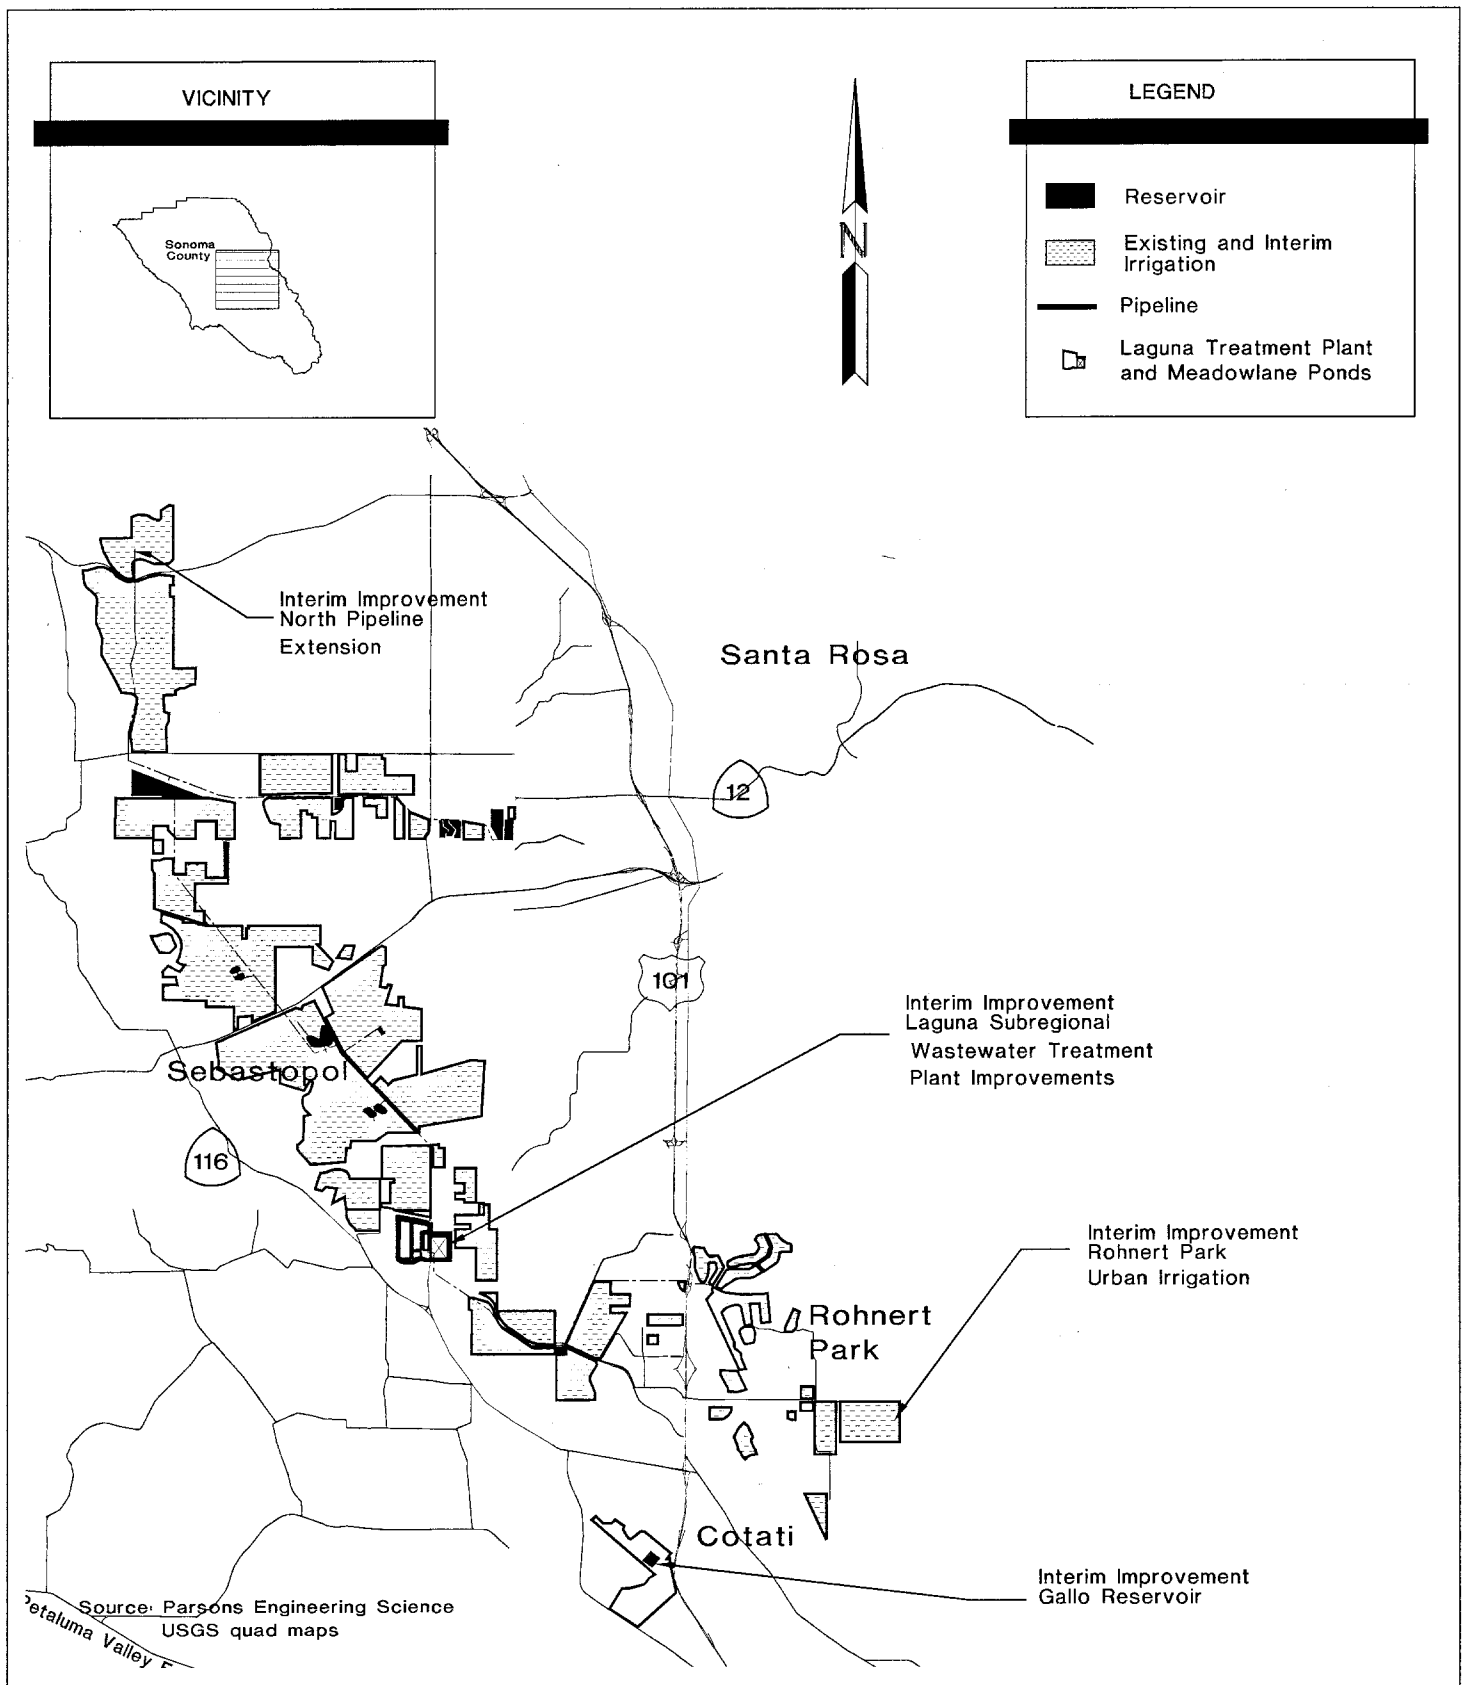 VICINITY
Sonoma
County
N
LEGEND
Reservoir
Existing and Interim
Irrigation
Pipeline
Laguna Treatment Plant
and Meadowlane Ponds
Interim Improvement
North Pipeline
Extension
Santa Rosa
12
101
Interim Improvement
Laguna Subregional
Wastewater Treatment
Plant Improvements
Sebastopol
116
Interim Improvement
Rohnert Park
Urban Irrigation
Rohnert
Park
Cotati
Interim Improvement
Gallo Reservoir
Source: Parsons Engineering Science
USGS quad maps
Petaluma Valley